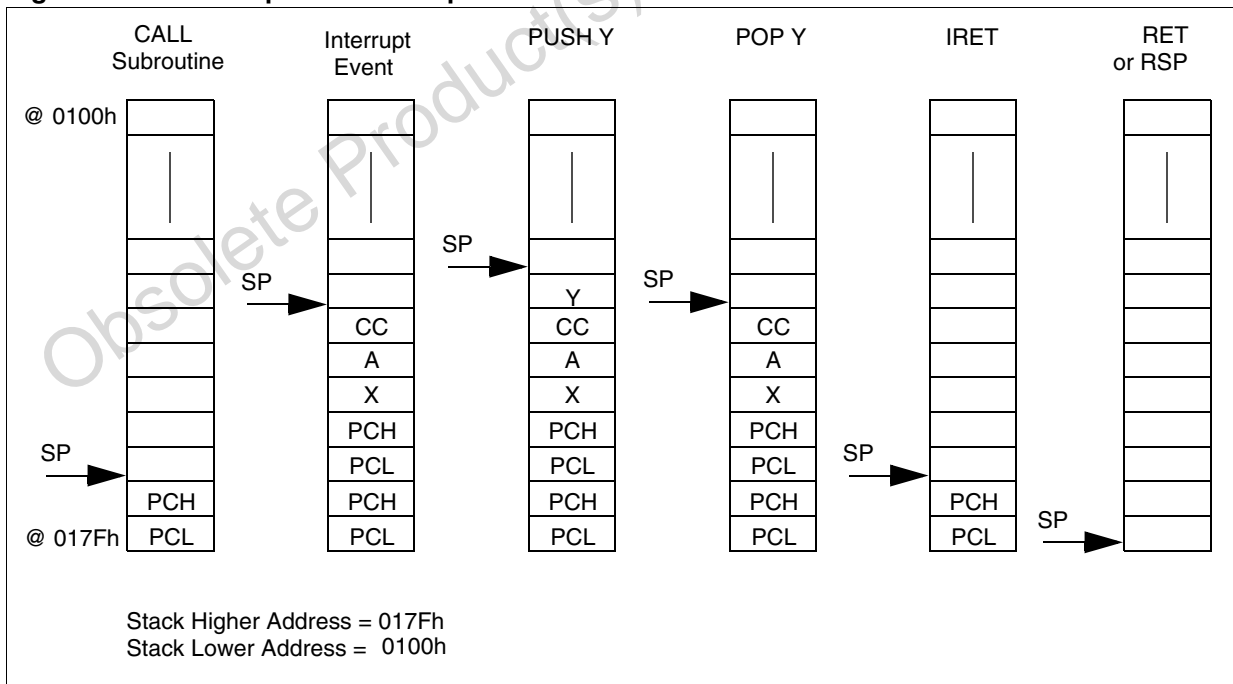 CALL
Subroutine
Interrupt
Event
PUSH Y
POP Y
IRET
RET
or RSP
@ 0100h
SP
SP
SP
Y
CC
CC
CC
A
A
A
X
X
X
PCH
PCH
PCH
SP
SP
PCL
PCL
PCL
PCH
PCH
PCH
PCH
PCH
SP
@ 017Fh
PCL
PCL
PCL
PCL
PCL
Stack Higher Address = 017Fh
Stack Lower Address = 0100h
Obsolete Product(s)